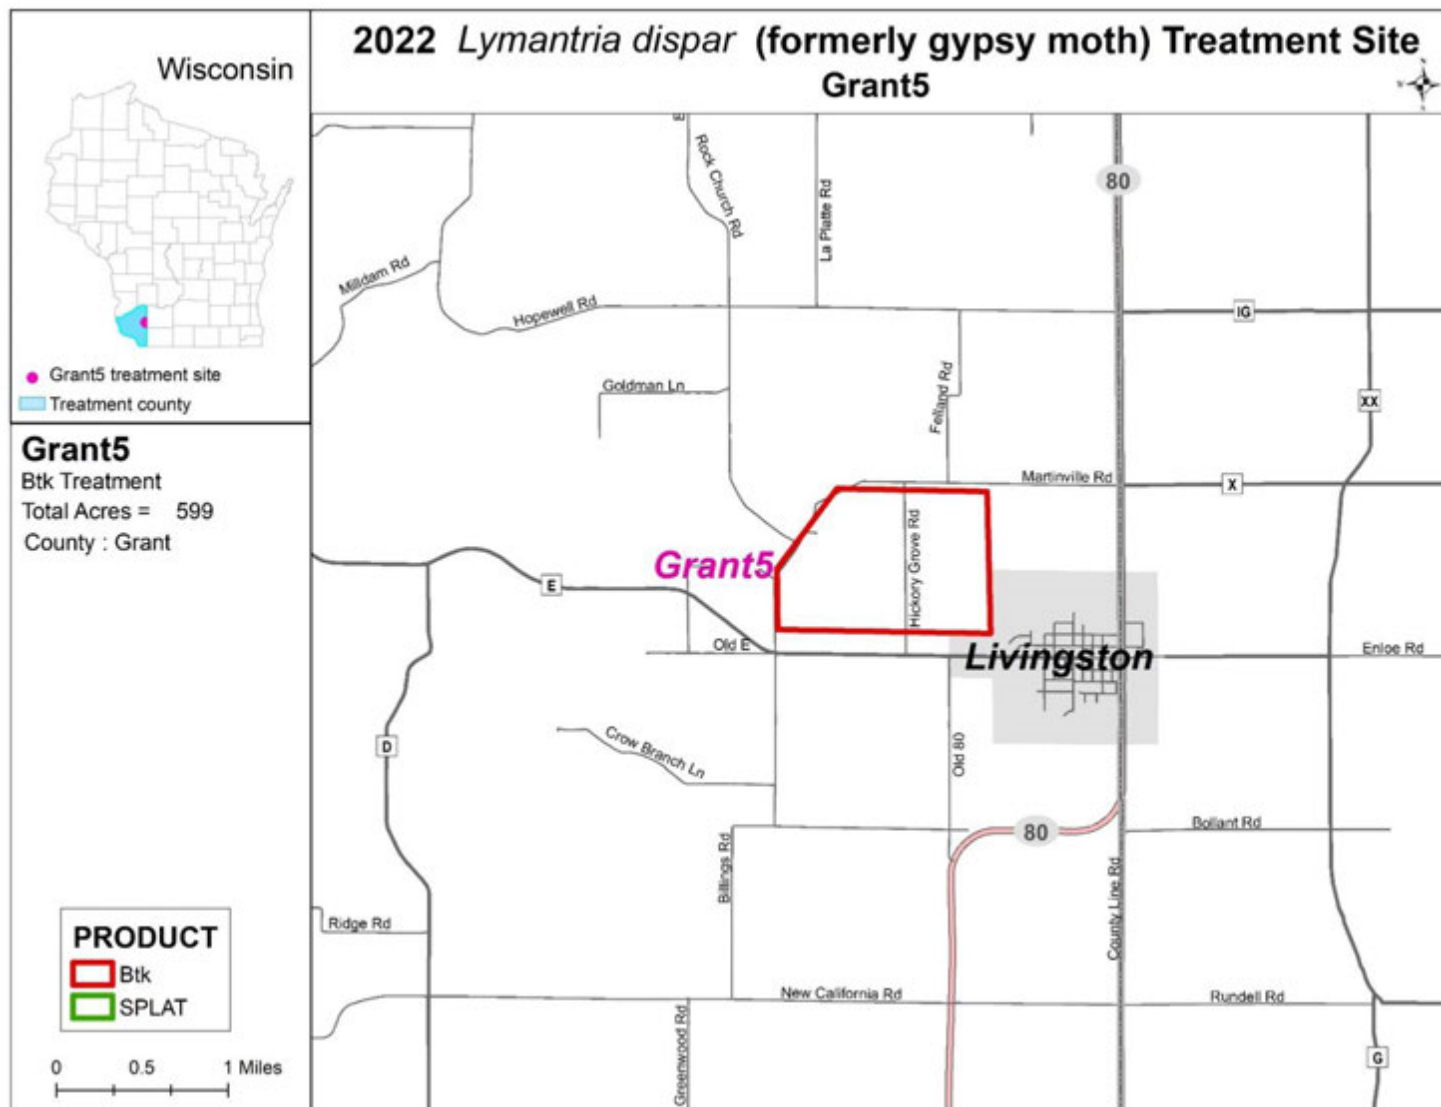 2022 Lymantria dispar (formerly gypsy moth) Treatment Site
Grant5
Wisconsin
Grant5 treatment site
Treatment county
Grant5
Btk Treatment
Total Acres = 599
County : Grant
PRODUCT
Btk
SPLAT
0 0.5 1 Miles
E
Rock Church Rd
La Platte Rd
80
Milldam Rd
Hopewell Rd
IG
Goldman Ln
Felland Rd
XX
Martinville Rd
X
Hickory Grove Rd
Grant5
E
Old E
Livingston
Enloe Rd
Crow Branch Ln
D
Old 80
80
Bollant Rd
Billings Rd
County Line Rd
Ridge Rd
New California Rd
Rundell Rd
Greenwood Rd
G